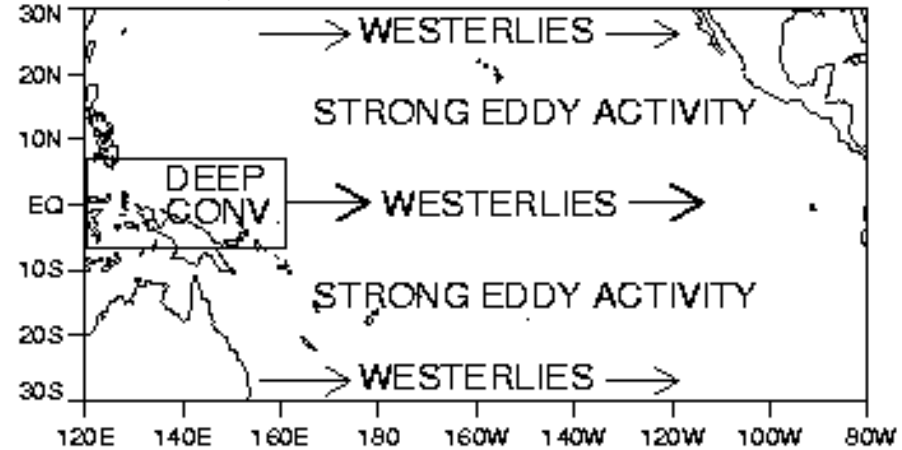 30N
WESTERLIES
20N
STRONG EDDY ACTIVITY
10N
DEEP
CONV
EQ
WESTERLIES
10S
STRONG EDDY ACTIVITY
20S
WESTERLIES
30S
120E 140E 160E 180 160W 140W 120W 100W 80W